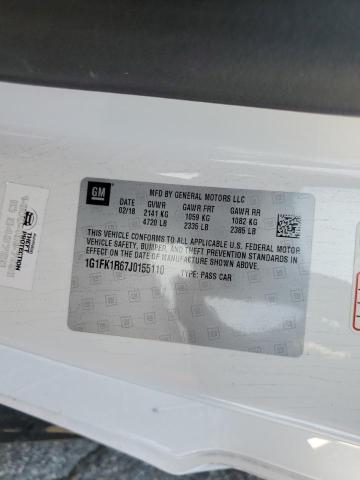 GM
MFD BY GENERAL MOTORS LLC
DATE GVWR GAWR FRT GAWR RR
02/18 2141 KG 1059 KG 1082 KG
4720 LB 2335 LB 2385 LB
THIS VEHICLE CONFORMS TO ALL APPLICABLE U.S. FEDERAL MOTOR
VEHICLE SAFETY, BUMPER, AND THEFT PREVENTION STANDARDS IN
EFFECT ON THE DATE OF MANUFACTURE SHOWN ABOVE.
1G1FK1R67J0155110 TYPE: PASS CAR
THEFT
PROTECTION